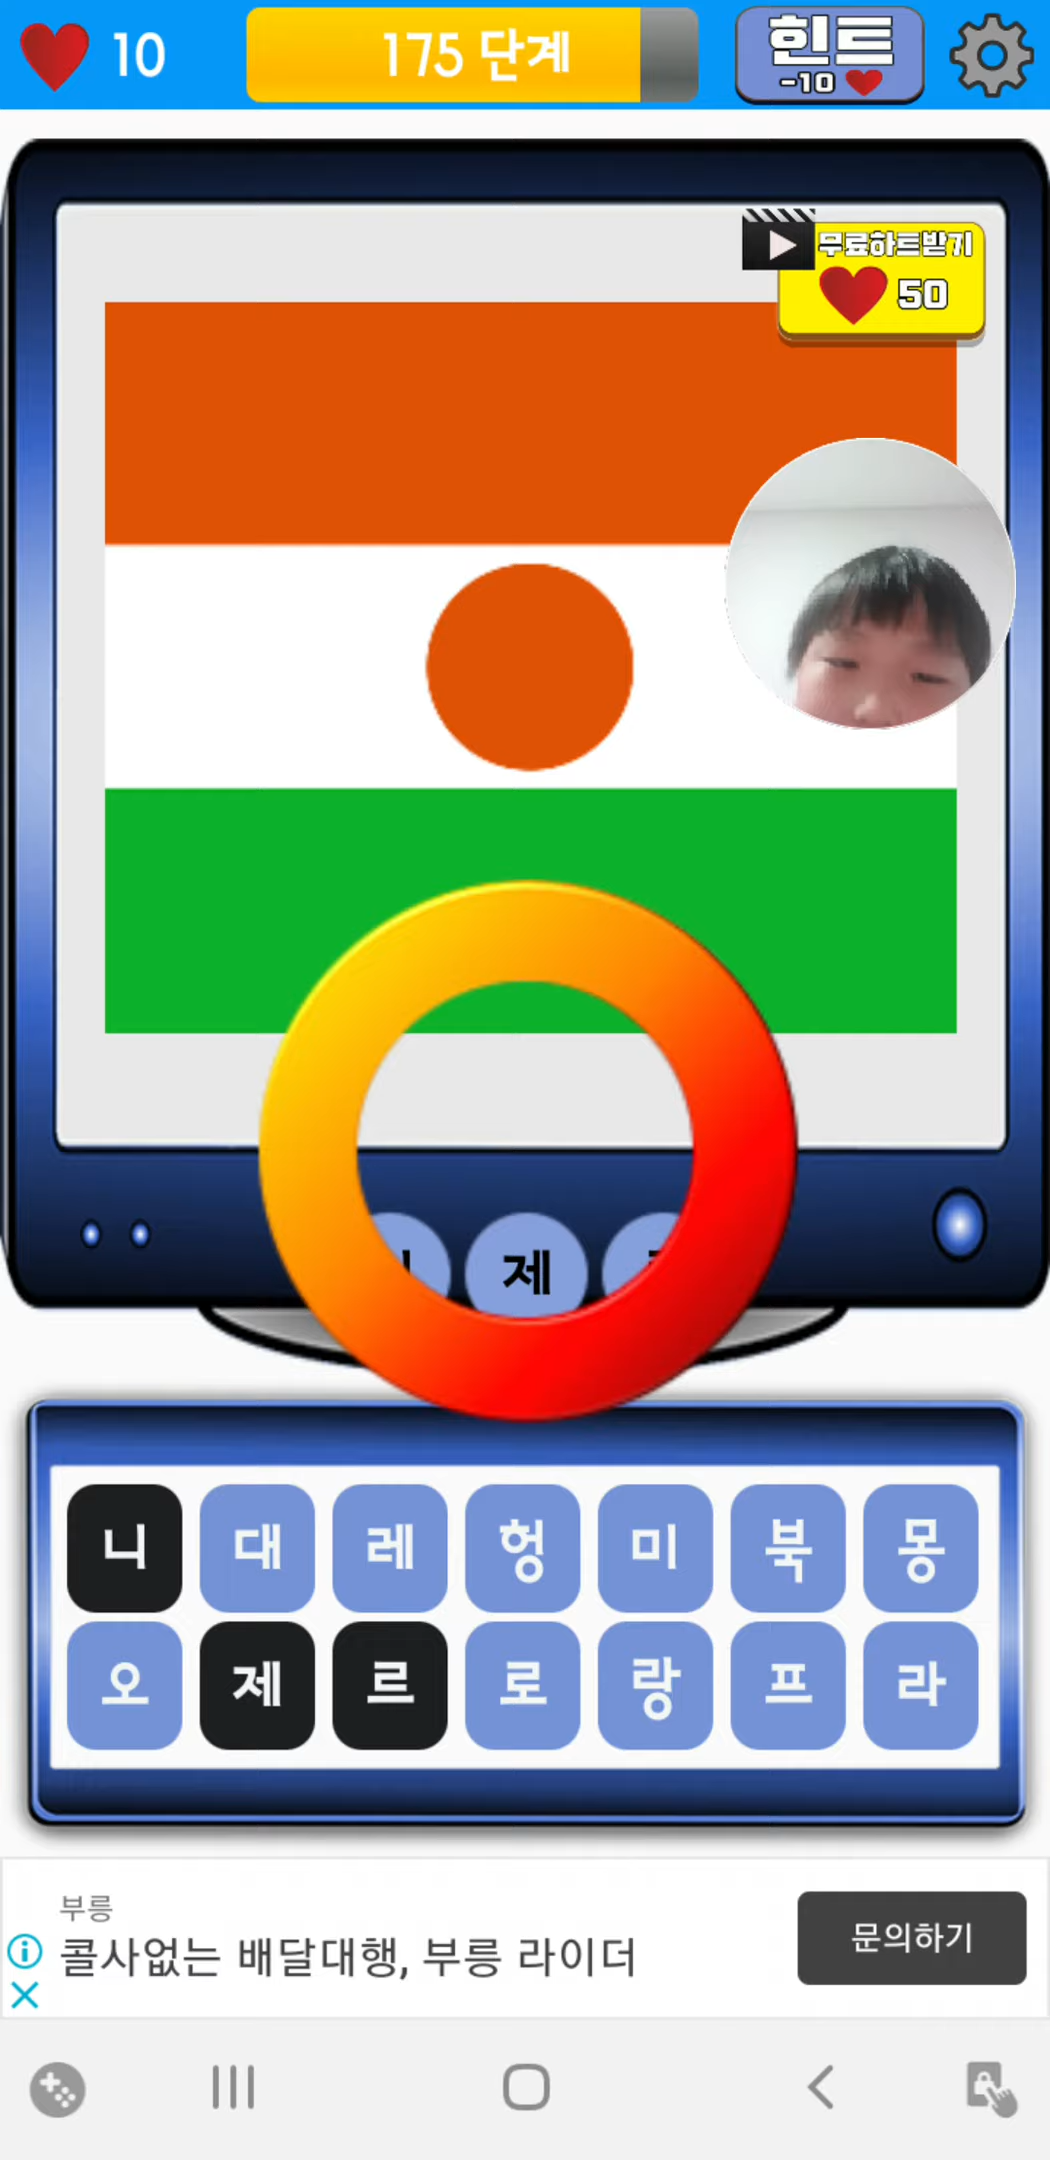 10
175 단계
힌트
-10
무료하트받기
50
제
니 대 레 헝 미 북 몽
오 제 르 로 랑 프 라
부릉
콜사없는 배달대행, 부릉 라이더
문의하기